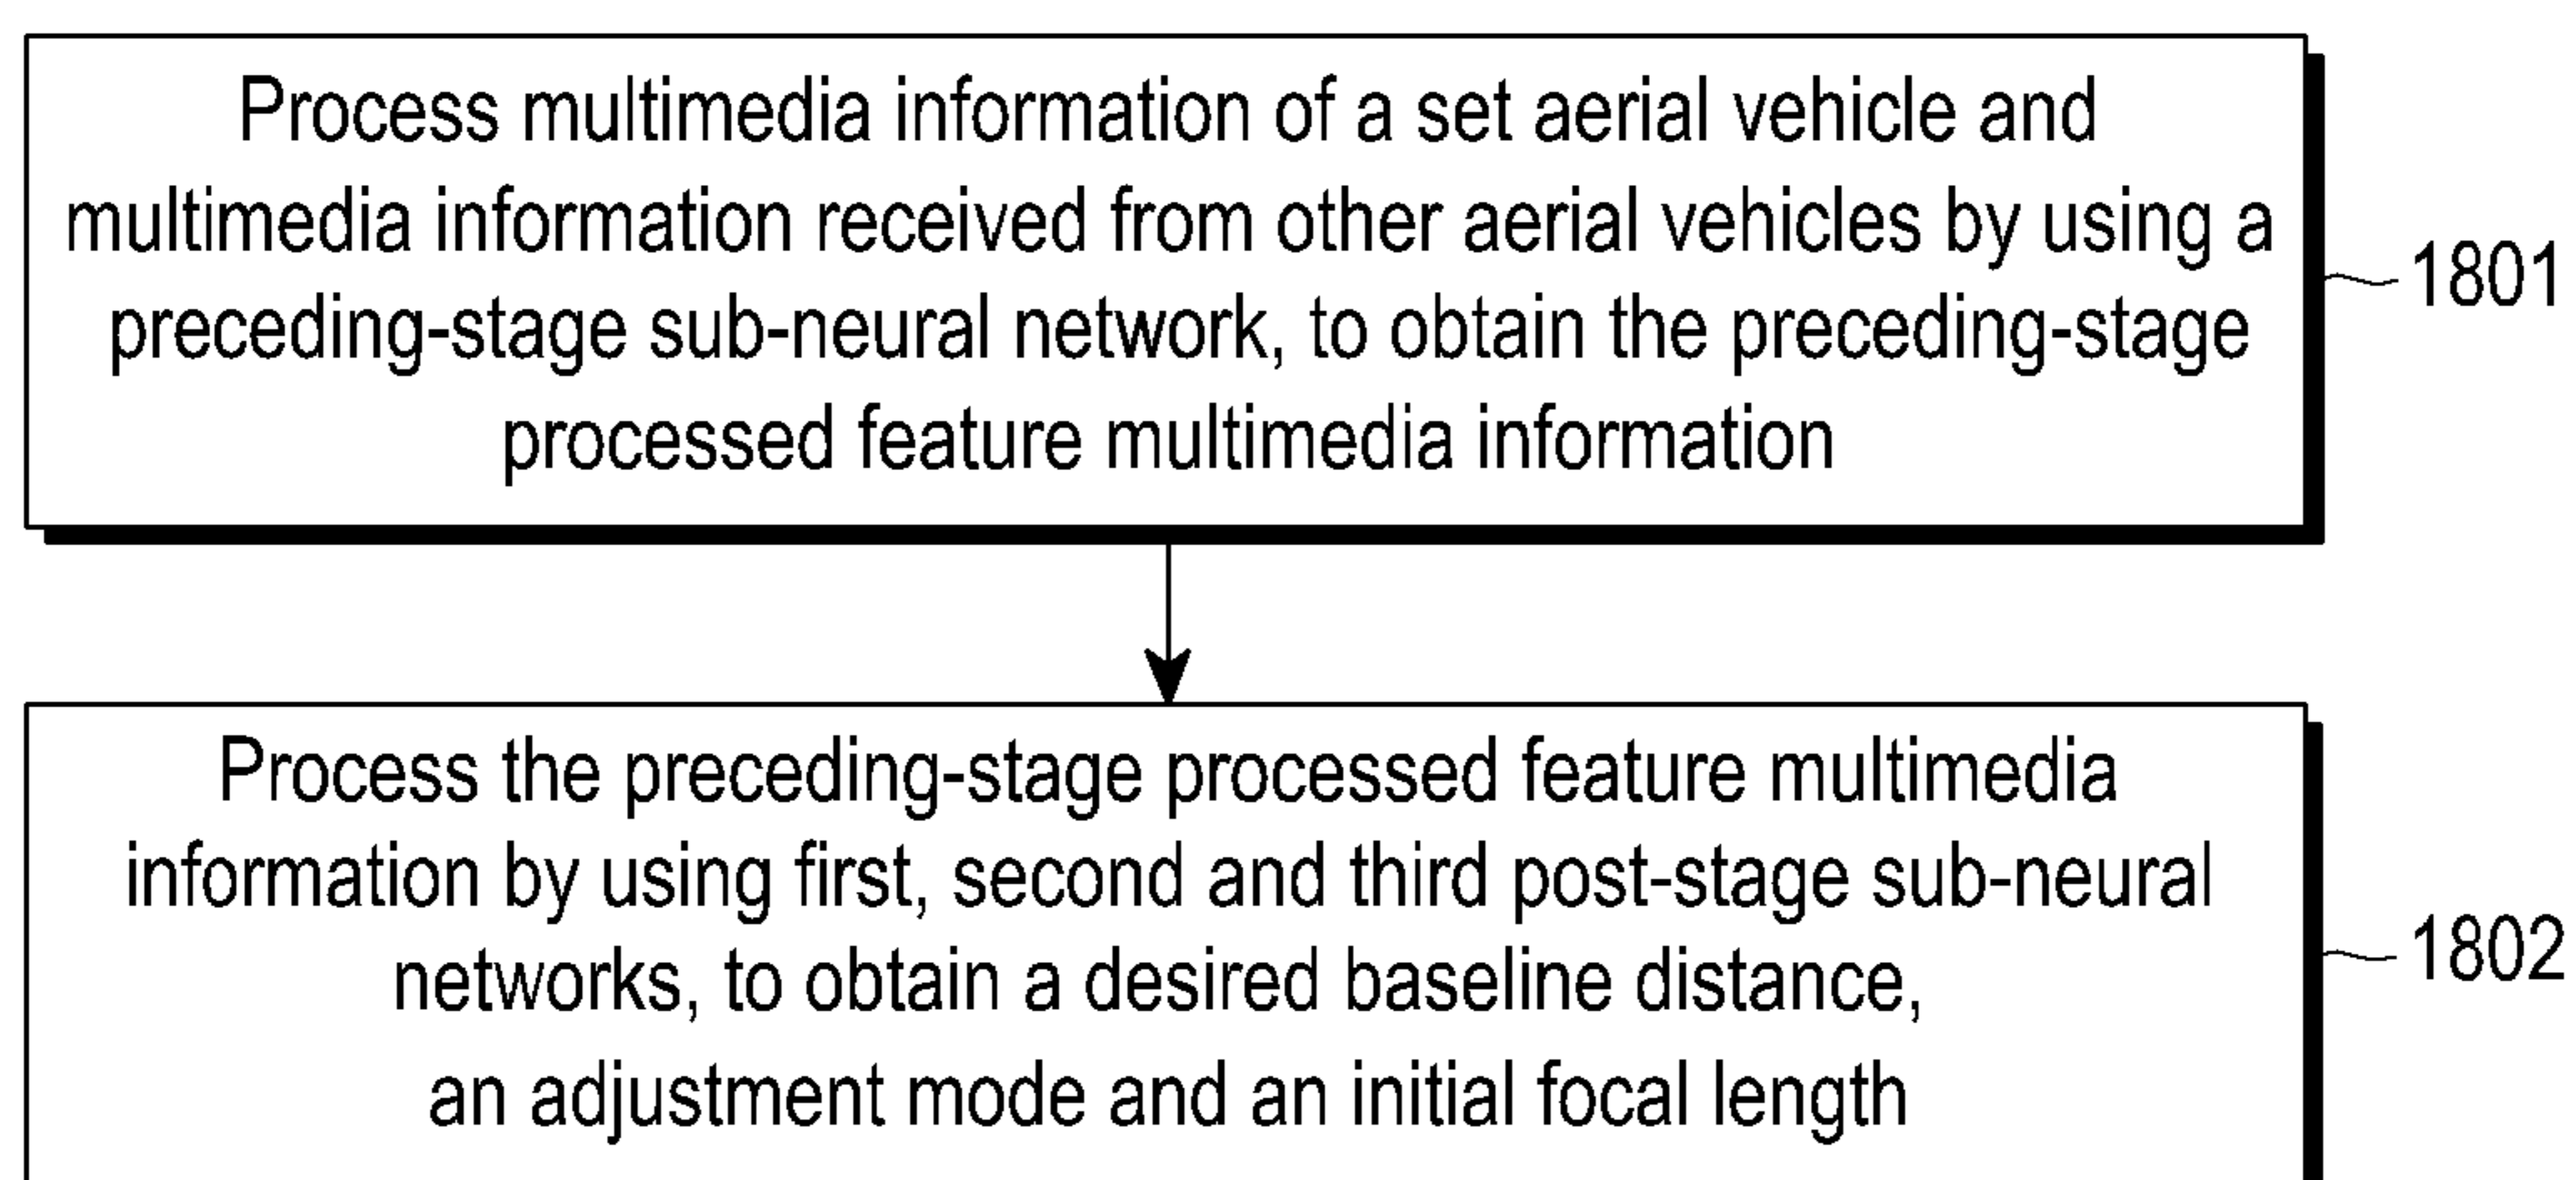 Process multimedia information of a set aerial vehicle and
multimedia information received from other aerial vehicles by using a
preceding-stage sub-neural network, to obtain the preceding-stage
processed feature multimedia information
1801
Process the preceding-stage processed feature multimedia
information by using first, second and third post-stage sub-neural
networks, to obtain a desired baseline distance,
an adjustment mode and an initial focal length
1802